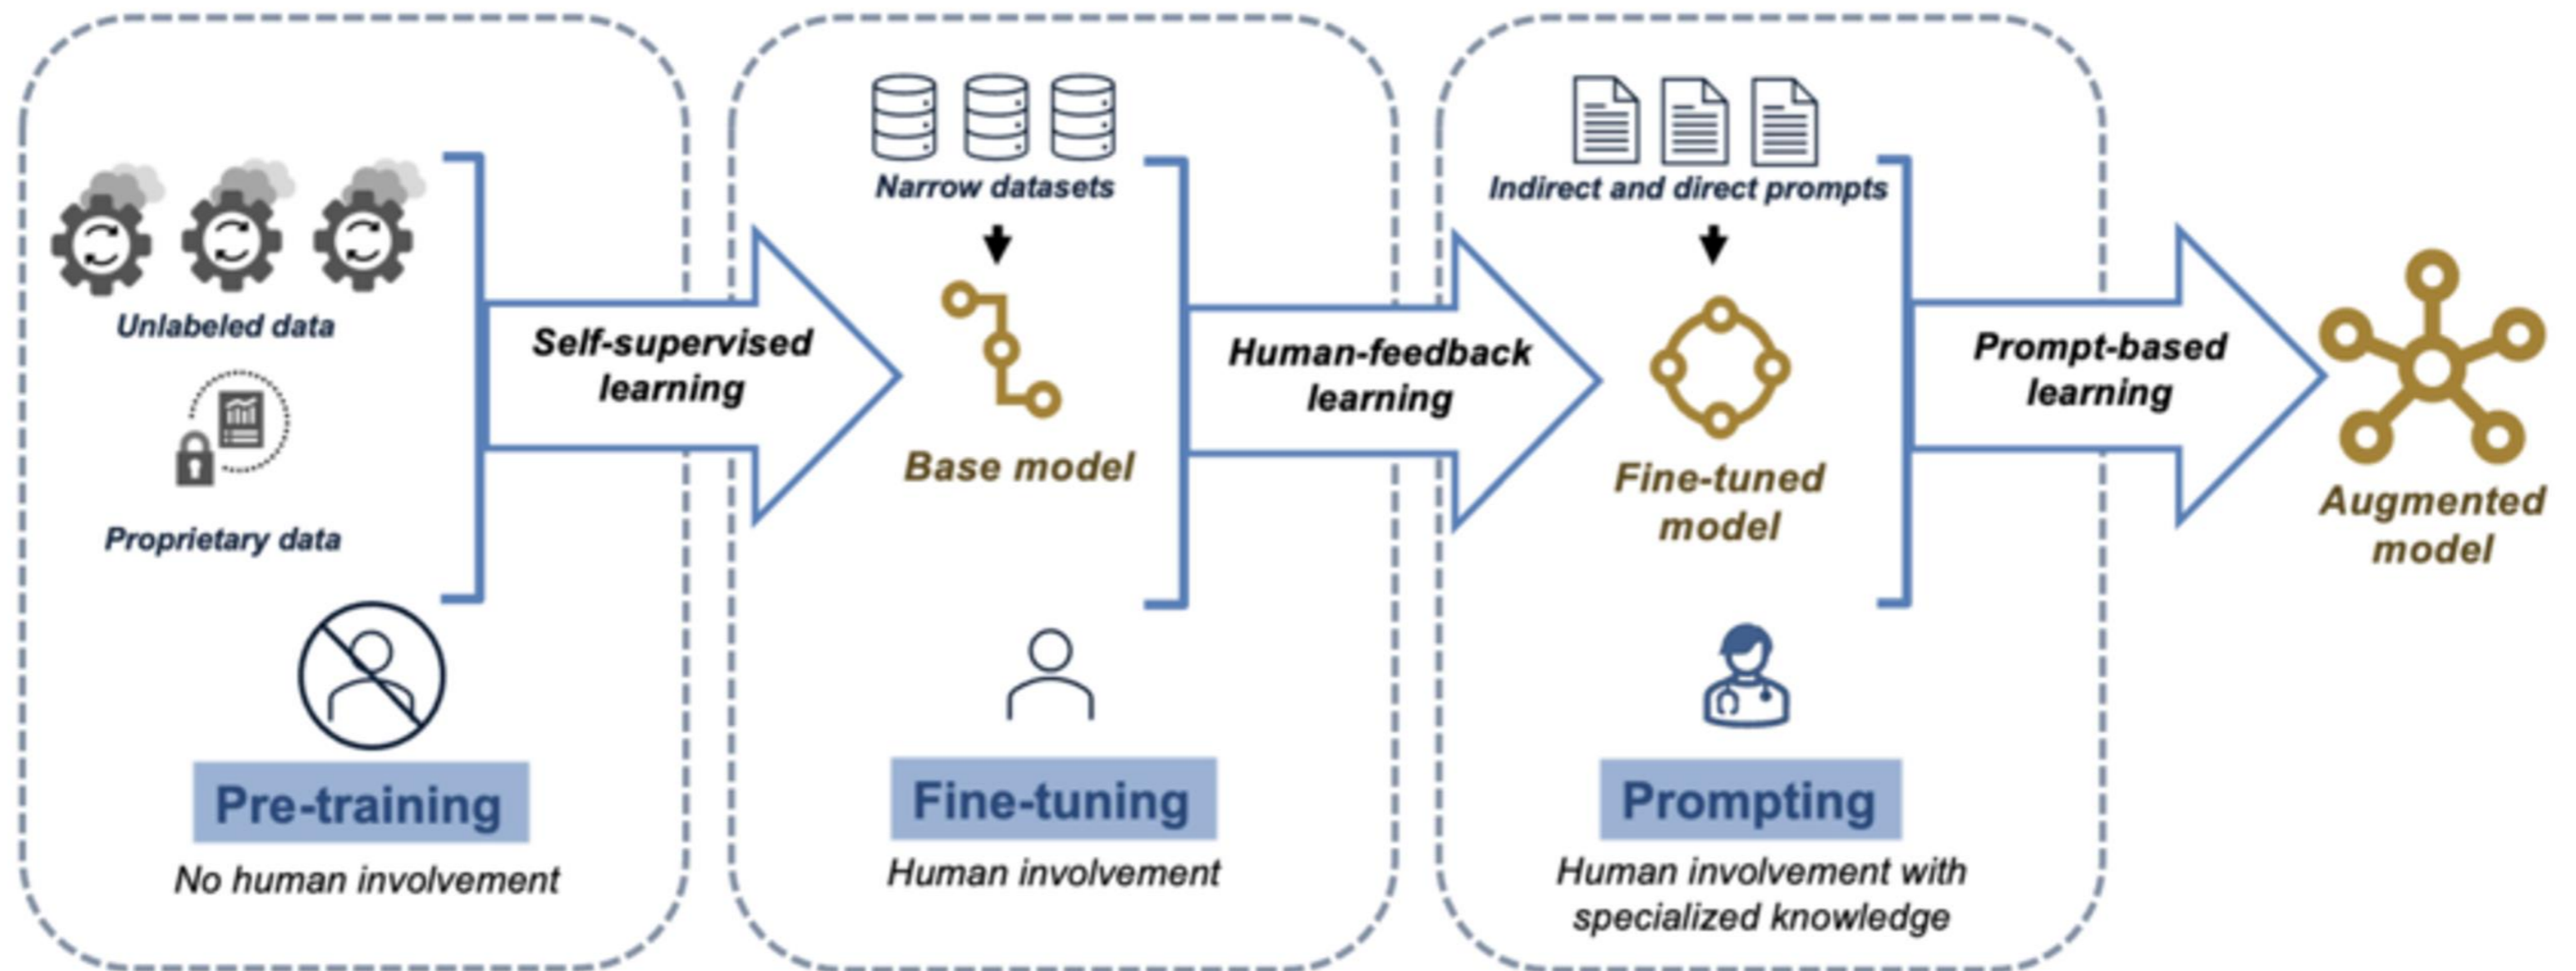 Unlabeled data
Proprietary data
Pre-training
No human involvement
Self-supervised
learning
Narrow datasets
Base model
Fine-tuning
Human involvement
Human-feedback
learning
Indirect and direct prompts
Fine-tuned
model
Prompting
Human involvement with
specialized knowledge
Prompt-based
learning
Augmented
model